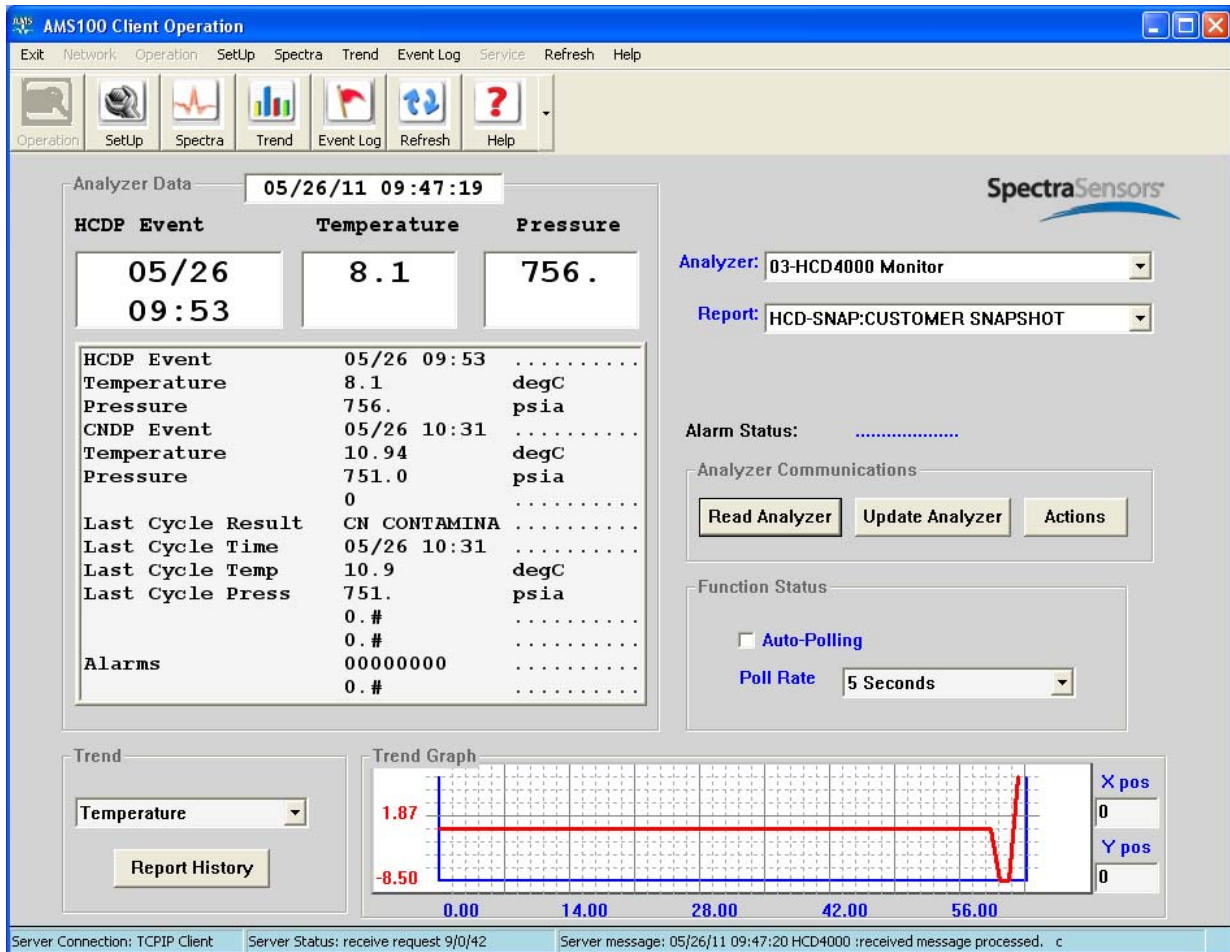 AMS AMS100 Client Operation
Exit Network Operation SetUp Spectra Trend Event Log Service Refresh Help
Operation SetUp Spectra Trend Event Log Refresh Help
Analyzer Data 05/26/11 09:47:19
HCDP Event Temperature Pressure
05/26 09:53 8.1 756.
HCDP Event 05/26 09:53 ..........
Temperature 8.1 degC
Pressure 756. psia
CNDP Event 05/26 10:31 ..........
Temperature 10.94 degC
Pressure 751.0 psia
0 ..........
Last Cycle Result CN CONTAMINA ..........
Last Cycle Time 05/26 10:31 ..........
Last Cycle Temp 10.9 degC
Last Cycle Press 751. psia
0.# ..........
0.# ..........
Alarms 00000000 ..........
0.# ..........
SpectraSensors
Analyzer: 03-HCD4000 Monitor
Report: HCD-SNAP:CUSTOMER SNAPSHOT
Alarm Status: ....................
Analyzer Communications
Read Analyzer Update Analyzer Actions
Function Status
Auto-Polling
Poll Rate 5 Seconds
Trend
Temperature
Report History
Trend Graph
1.87
-8.50
0.00 14.00 28.00 42.00 56.00
X pos
0
Y pos
0
Server Connection: TCPIP Client Server Status: receive request 9/0/42 Server message: 05/26/11 09:47:20 HCD4000 :received message processed. c